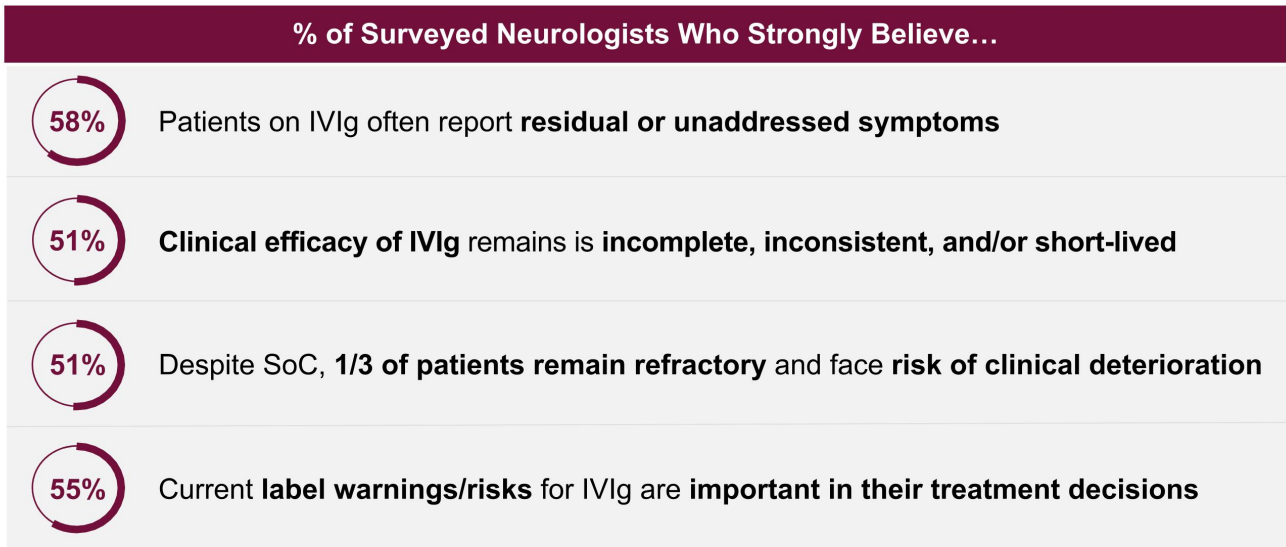 % of Surveyed Neurologists Who Strongly Believe…
58%
Patients on IVIg often report residual or unaddressed symptoms
51%
Clinical efficacy of IVIg remains is incomplete, inconsistent, and/or short-lived
51%
Despite SoC, 1/3 of patients remain refractory and face risk of clinical deterioration
55%
Current label warnings/risks for IVIg are important in their treatment decisions